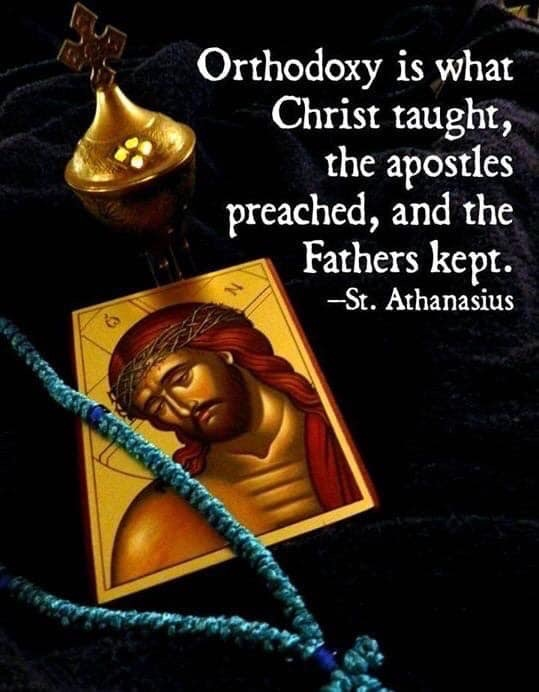 Orthodoxy is what
Christ taught,
the apostles
preached, and the
Fathers kept.
–St. Athanasius
Ὁ
Ν